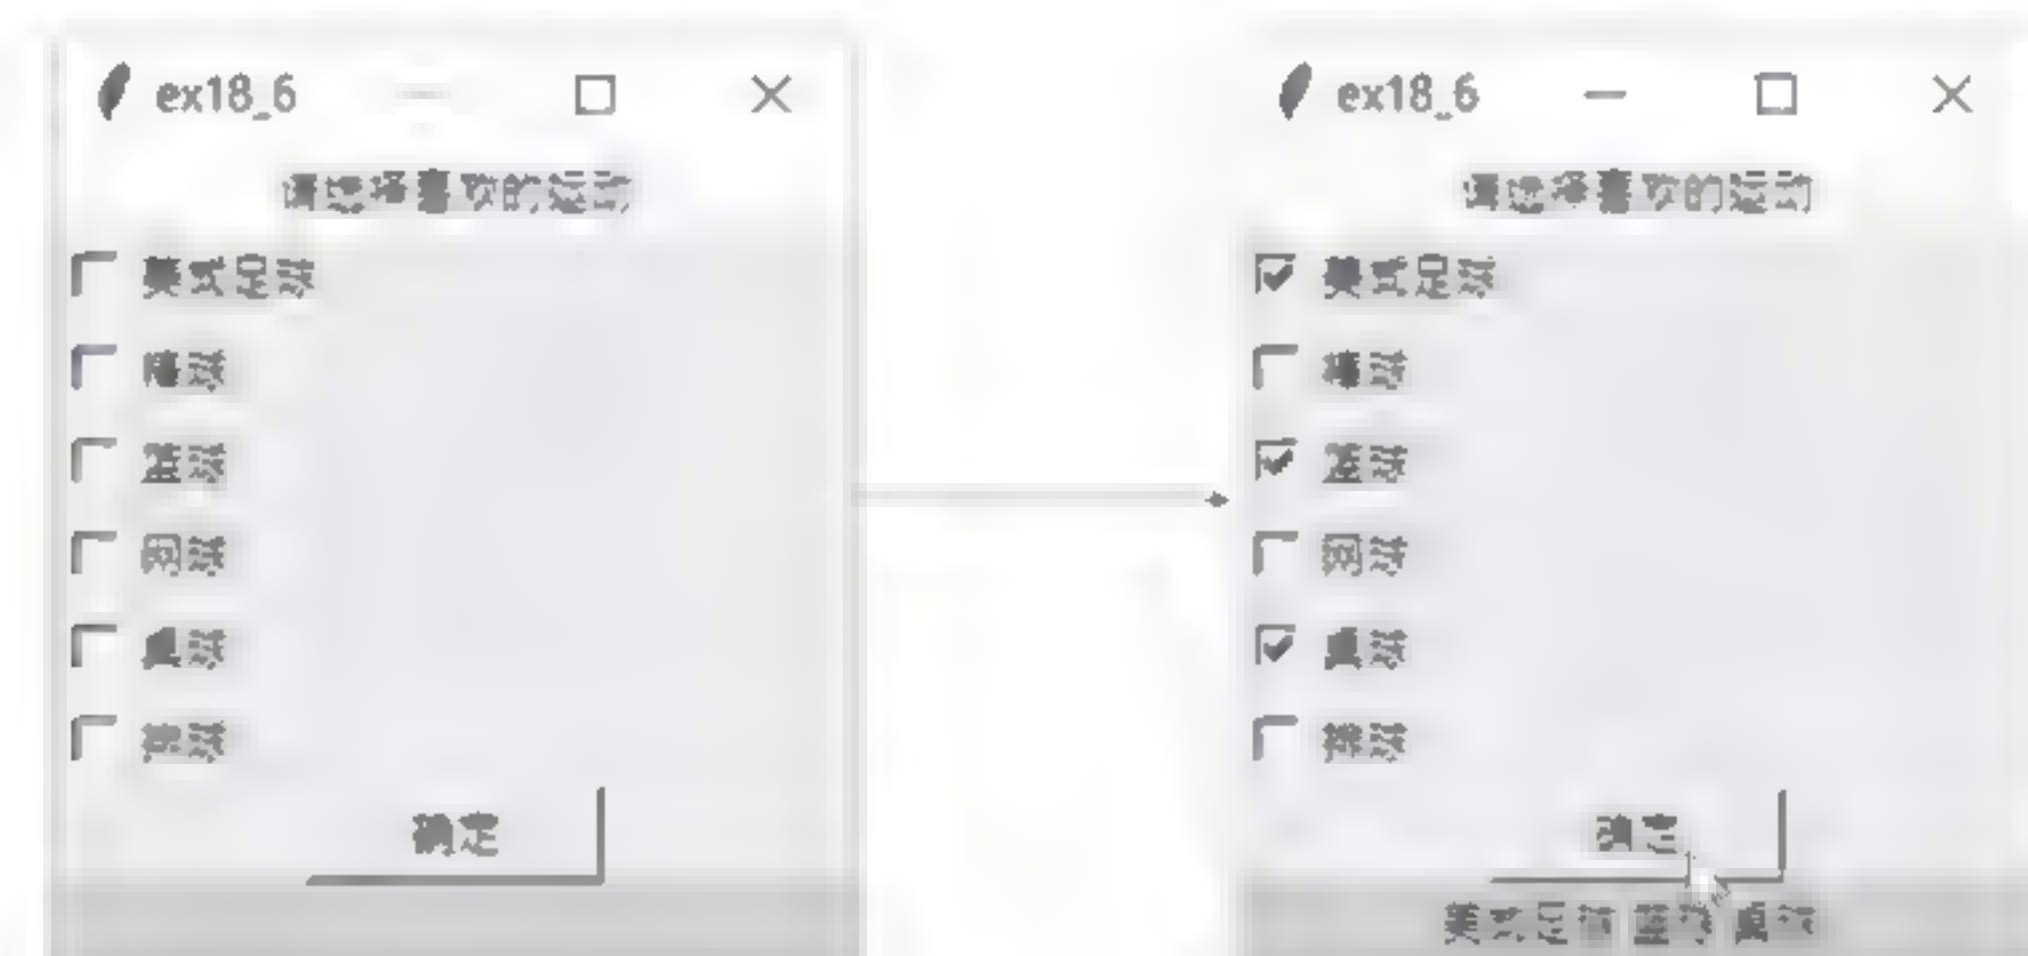 ex18_6
请选择喜欢的运动
美式足球
棒球
篮球
网球
桌球
排球
确定
ex18_6
请选择喜欢的运动
美式足球
棒球
篮球
网球
桌球
排球
确定
美式足球 篮球 桌球